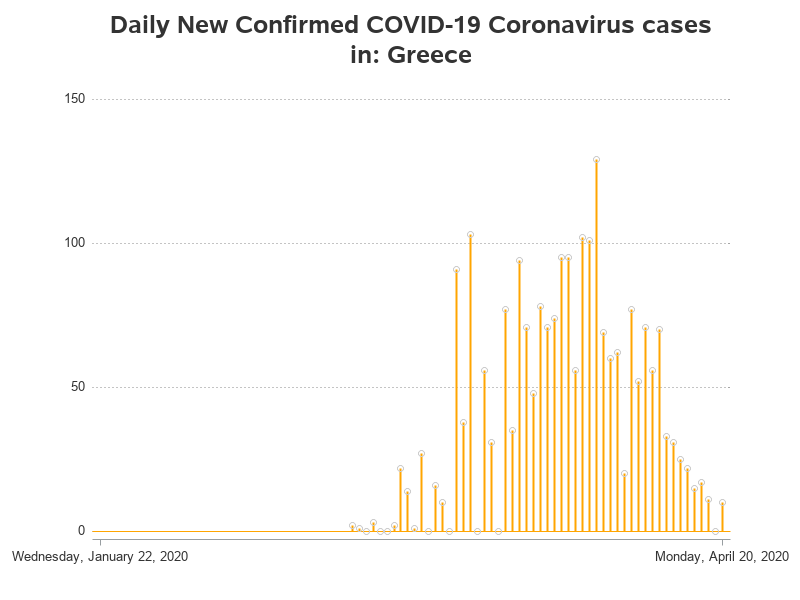 Daily New Confirmed COVID-19 Coronavirus cases
in: Greece
150
100
50
0
Wednesday, January 22, 2020
Monday, April 20, 2020